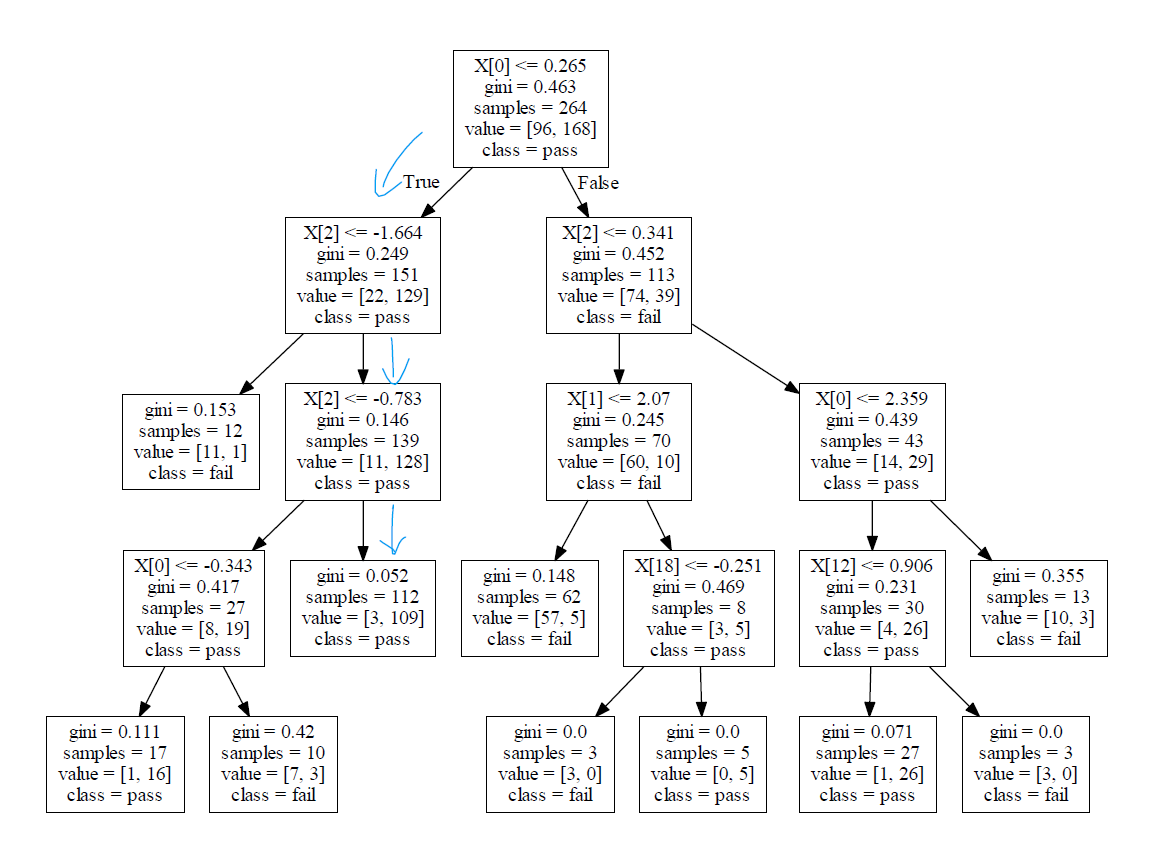 X[0] <= 0.265
gini = 0.463
samples = 264
value = [96, 168]
class = pass
True
False
X[2] <= -1.664
gini = 0.249
samples = 151
value = [22, 129]
class = pass
X[2] <= 0.341
gini = 0.452
samples = 113
value = [74, 39]
class = fail
gini = 0.153
samples = 12
value = [11, 1]
class = fail
X[2] <= -0.783
gini = 0.146
samples = 139
value = [11, 128]
class = pass
X[1] <= 2.07
gini = 0.245
samples = 70
value = [60, 10]
class = fail
X[0] <= 2.359
gini = 0.439
samples = 43
value = [14, 29]
class = pass
X[0] <= -0.343
gini = 0.417
samples = 27
value = [8, 19]
class = pass
gini = 0.052
samples = 112
value = [3, 109]
class = pass
gini = 0.148
samples = 62
value = [57, 5]
class = fail
X[18] <= -0.251
gini = 0.469
samples = 8
value = [3, 5]
class = pass
X[12] <= 0.906
gini = 0.231
samples = 30
value = [4, 26]
class = pass
gini = 0.355
samples = 13
value = [10, 3]
class = fail
gini = 0.111
samples = 17
value = [1, 16]
class = pass
gini = 0.42
samples = 10
value = [7, 3]
class = fail
gini = 0.0
samples = 3
value = [3, 0]
class = fail
gini = 0.0
samples = 5
value = [0, 5]
class = pass
gini = 0.071
samples = 27
value = [1, 26]
class = pass
gini = 0.0
samples = 3
value = [3, 0]
class = fail